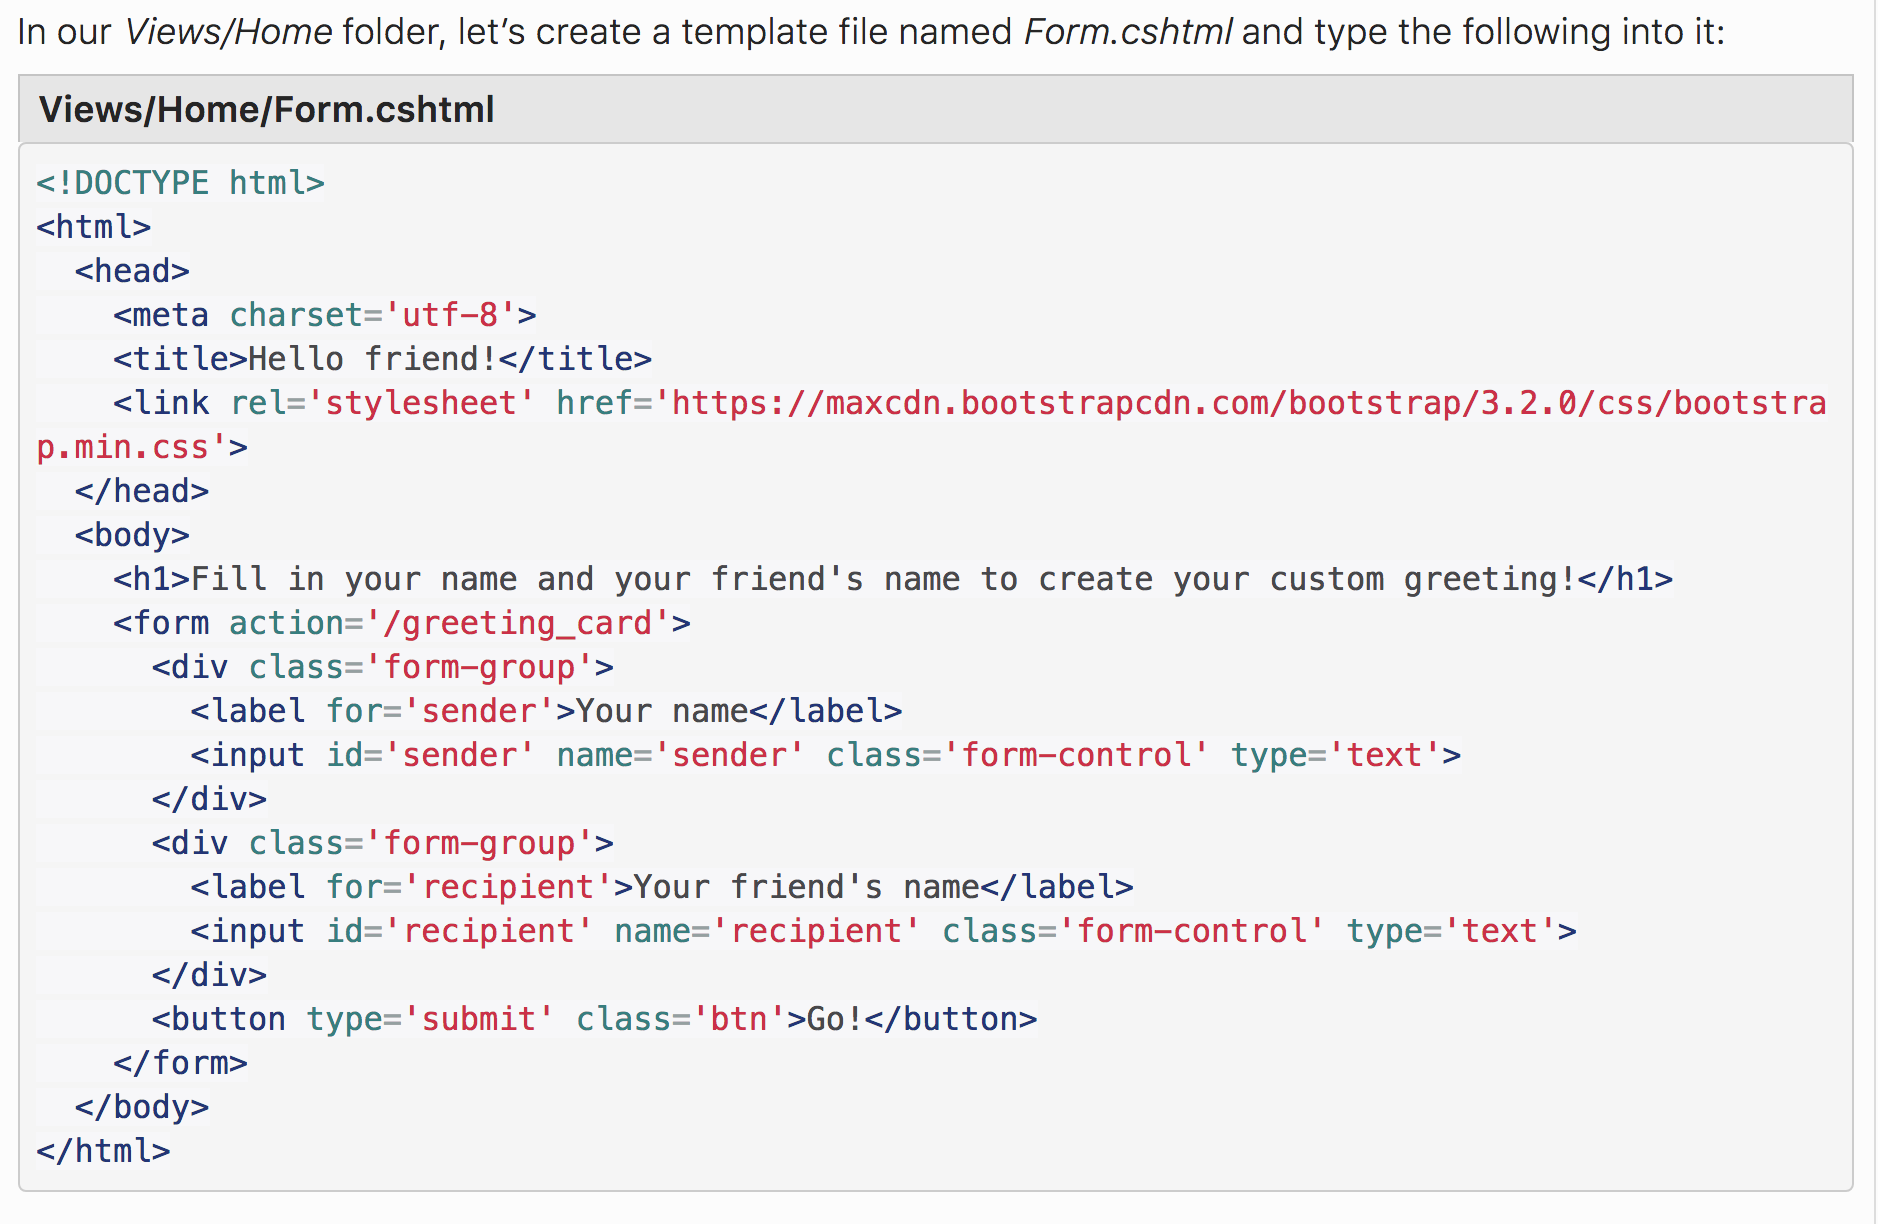 In our Views/Home folder, let’s create a template file named Form.cshtml and type the following into it:
Views/Home/Form.cshtml
<!DOCTYPE html>
<html>
  <head>
    <meta charset='utf-8'>
    <title>Hello friend!</title>
    <link rel='stylesheet' href='https://maxcdn.bootstrapcdn.com/bootstrap/3.2.0/css/bootstra
p.min.css'>
  </head>
  <body>
    <h1>Fill in your name and your friend's name to create your custom greeting!</h1>
    <form action='/greeting_card'>
      <div class='form-group'>
        <label for='sender'>Your name</label>
        <input id='sender' name='sender' class='form-control' type='text'>
      </div>
      <div class='form-group'>
        <label for='recipient'>Your friend's name</label>
        <input id='recipient' name='recipient' class='form-control' type='text'>
      </div>
      <button type='submit' class='btn'>Go!</button>
    </form>
  </body>
</html>